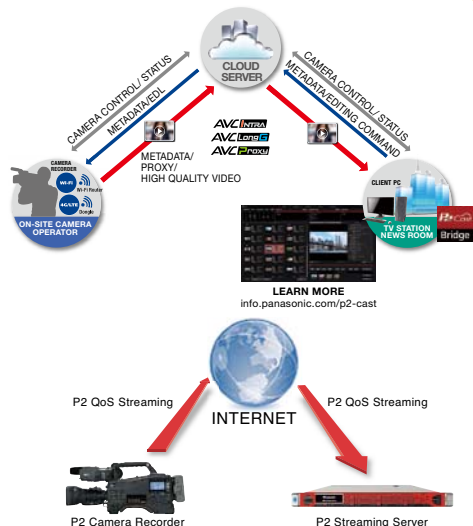 CLOUD
SERVER
CAMERA CONTROL/ STATUS
METADATA/EDL
CAMERA CONTROL/ STATUS
METADATA/EDITING COMMAND
AVC INTRA
AVC LongG
AVC Proxy
METADATA/
PROXY/
HIGH QUALITY VIDEO
CAMERA
RECORDER
Wi-Fi
Wi-Fi Router
4G/LTE
Dongle
ON-SITE CAMERA
OPERATOR
CLIENT PC
TV STATION
NEWS ROOM
P2 Cast
Bridge
LEARN MORE
info.panasonic.com/p2-cast
P2 QoS Streaming
P2 QoS Streaming
INTERNET
P2 Camera Recorder
P2 Streaming Server